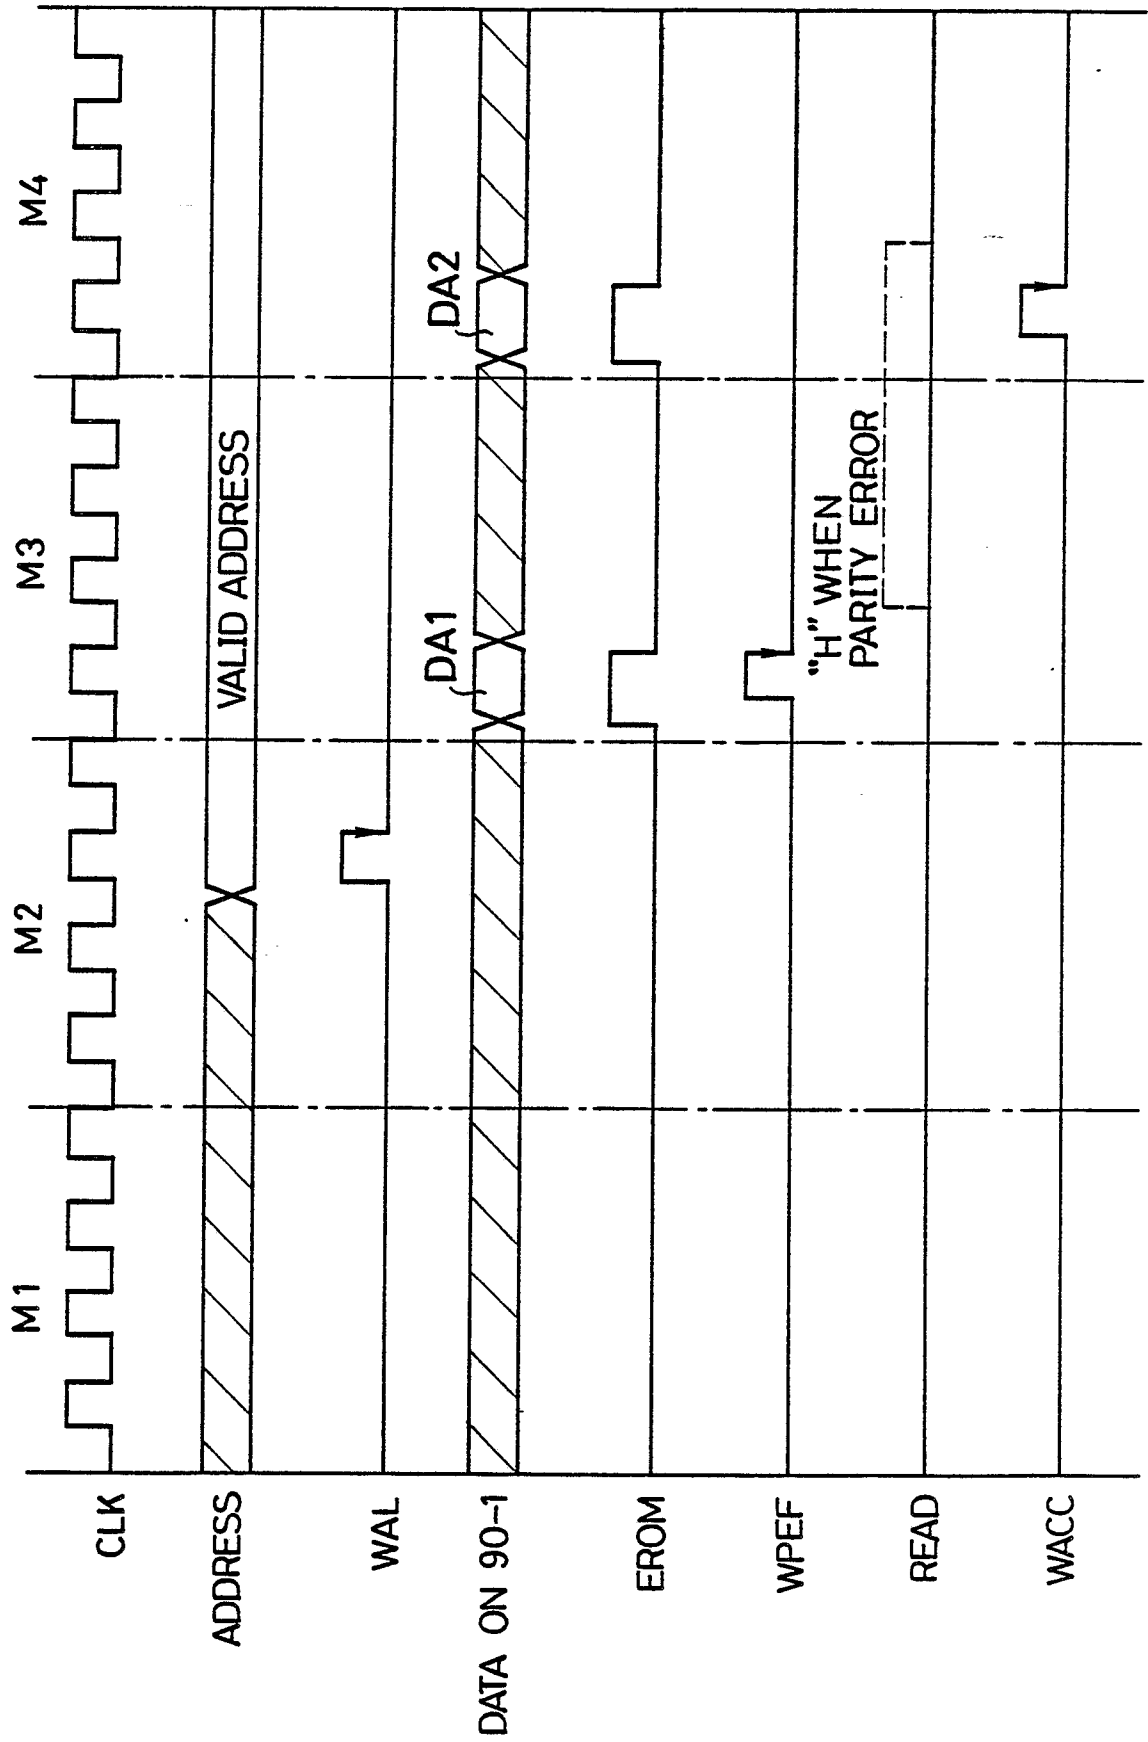 M1
M2
M3
M4
CLK
ADDRESS
VALID ADDRESS
WAL
DATA ON 90-1
DA1
DA2
EROM
WPEF
"H" WHEN
PARITY ERROR
READ
WACC